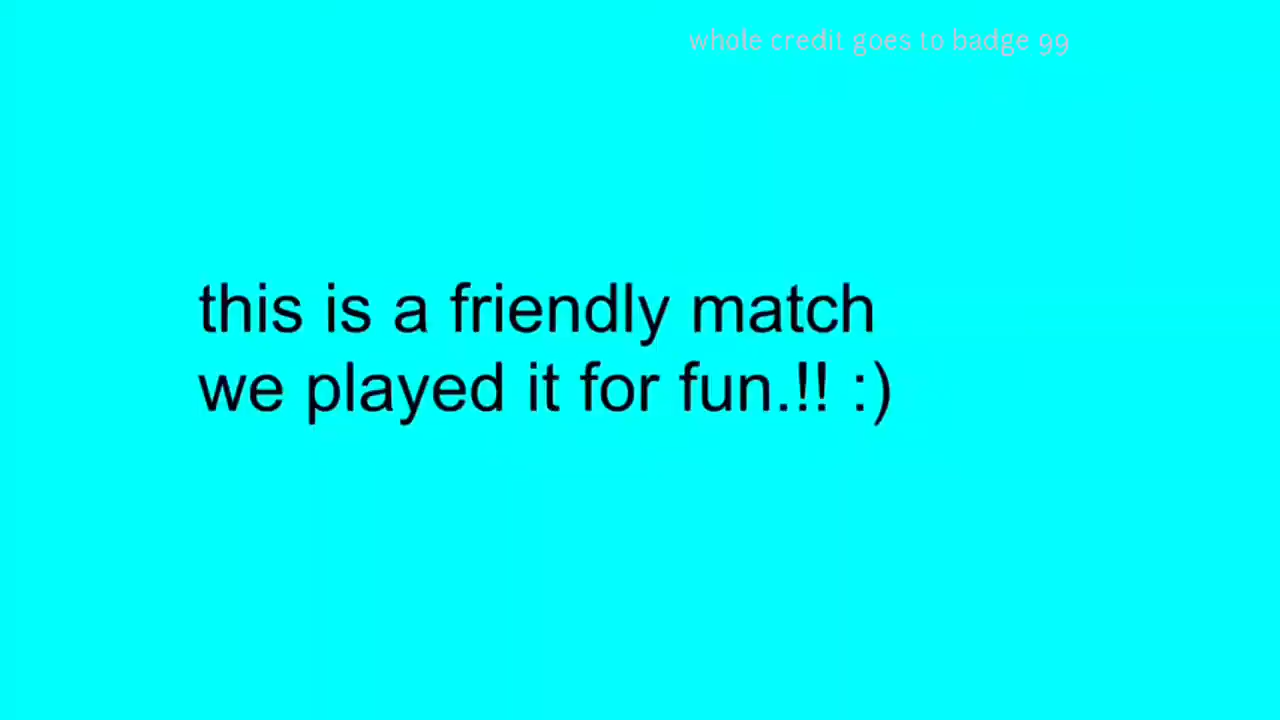 whole credit goes to badge 99
this is a friendly match
we played it for fun.!! :)